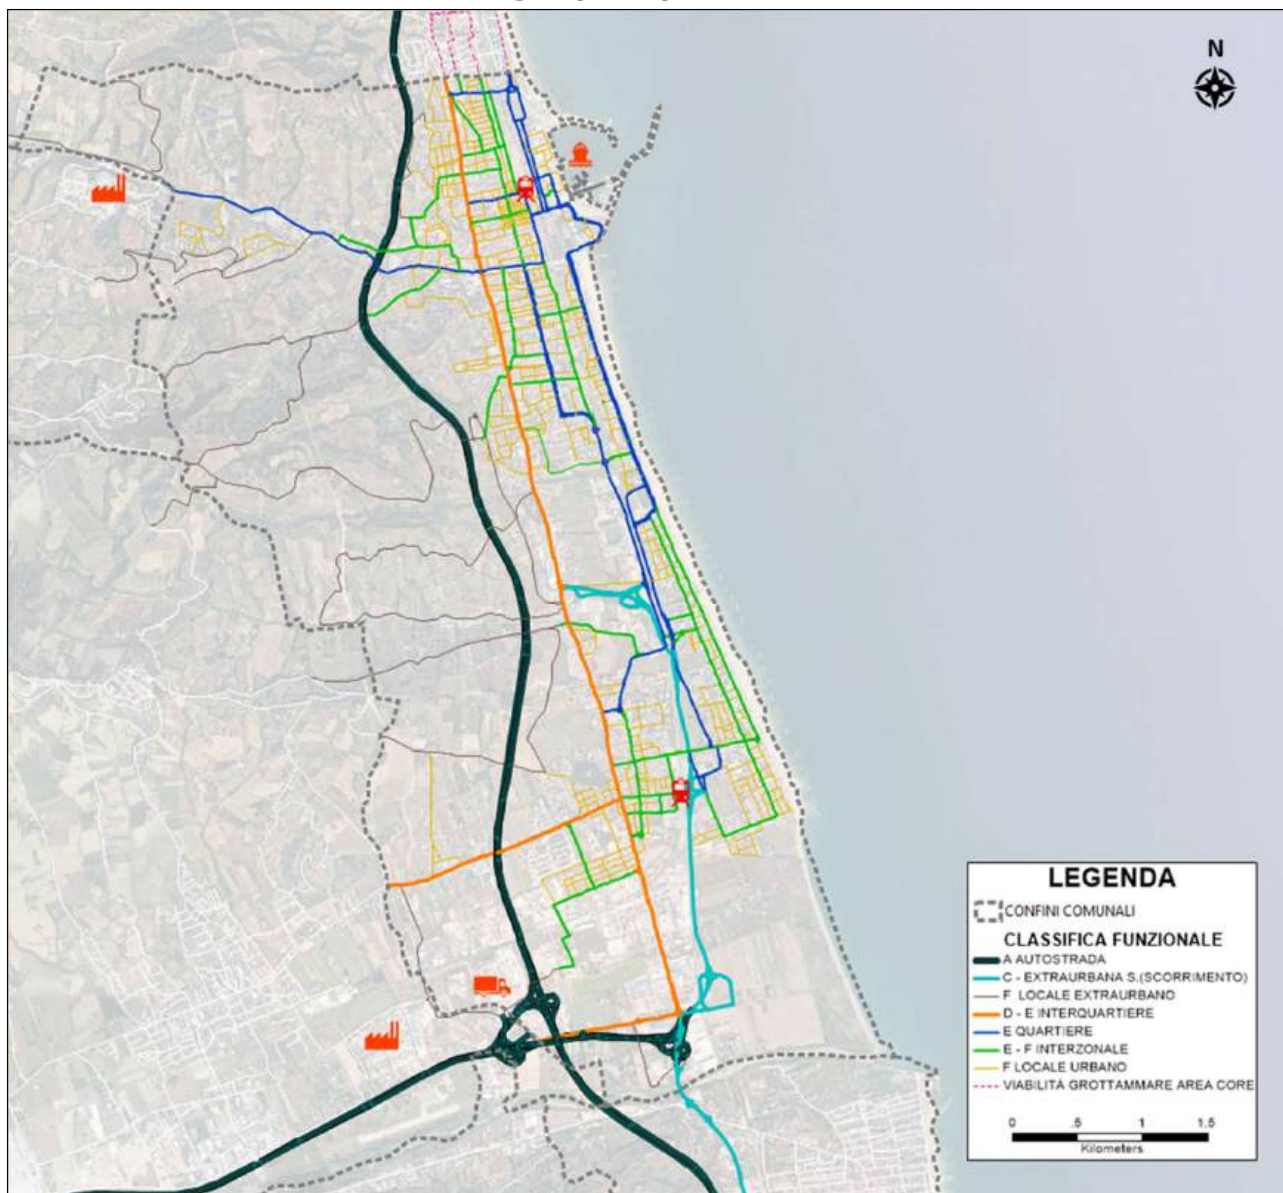 N
LEGENDA
CONFINI COMUNALI
CLASSIFICA FUNZIONALE
A AUTOSTRADA
C - EXTRAURBANA S.(SCORRIMENTO)
F LOCALE EXTRAURBANO
D - E INTERQUARTIERE
E QUARTIERE
E - F INTERZONALE
F LOCALE URBANO
VIABILITÀ GROTTAMMARE AREA CORE
0 .5 1 1.5
Kilometers